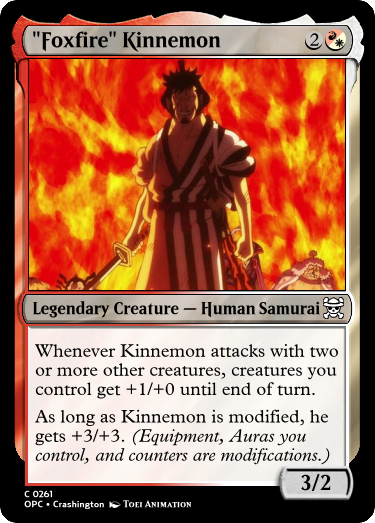 "Foxfire" Kinnemon 2
Legendary Creature — Human Samurai
Whenever Kinnemon attacks with two
or more other creatures, creatures you
control get +1/+0 until end of turn.
As long as Kinnemon is modified, he
gets +3/+3. (Equipment, Auras you
control, and counters are modifications.)
3/2
C 0261
OPC • Crashington Toei Animation